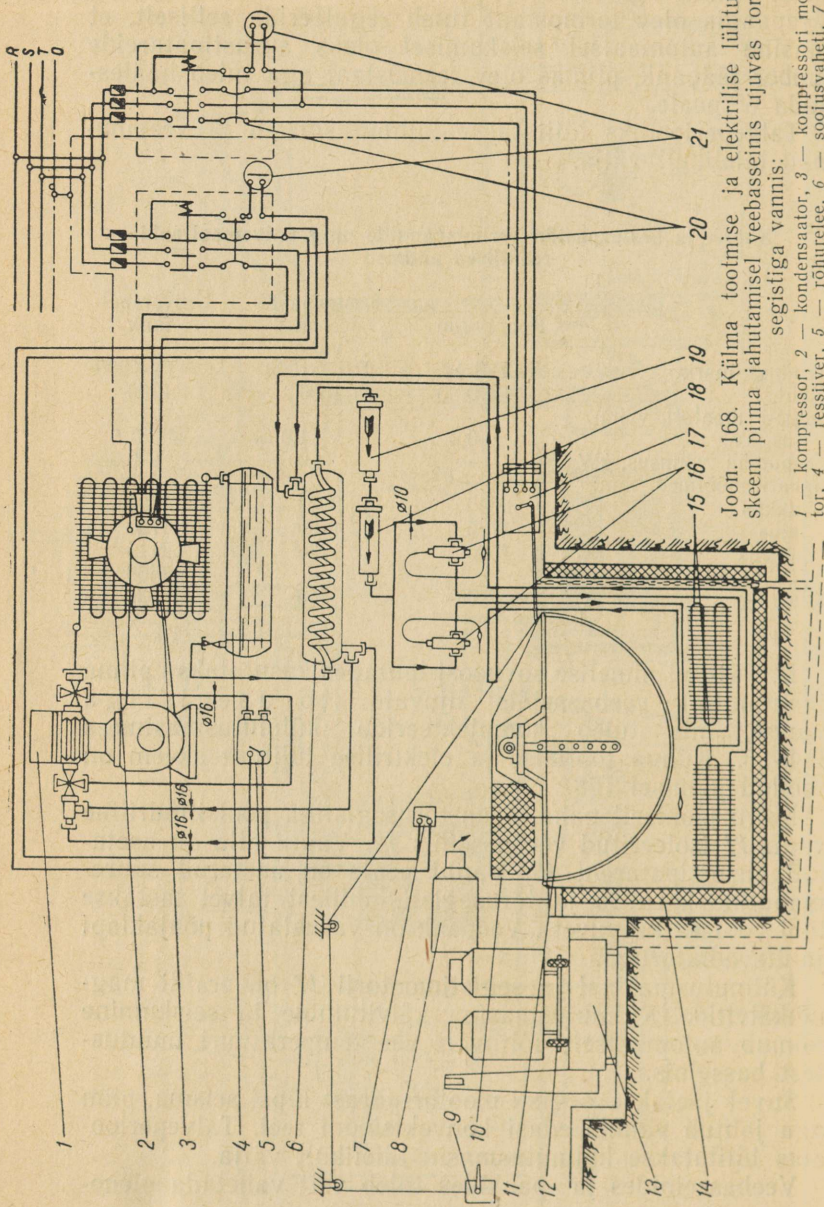 R
S
T
0
1
2
3
4
5
6
7
8
9
10
11
12
13
14
15
16
17
18
19
20
21
ø16
ø16
ø16
ø10
Joon. 168. Külma tootmise ja elektrilise lülitu
skeem piima jahutamisel veebasseinis ujuvas tor
segistiga vannis:
1 — kompressor, 2 — kondensaator, 3 — kompressori mo
tor, 4 — ressiiver, 5 — rõhurelee, 6 — soojusvaheti, 7